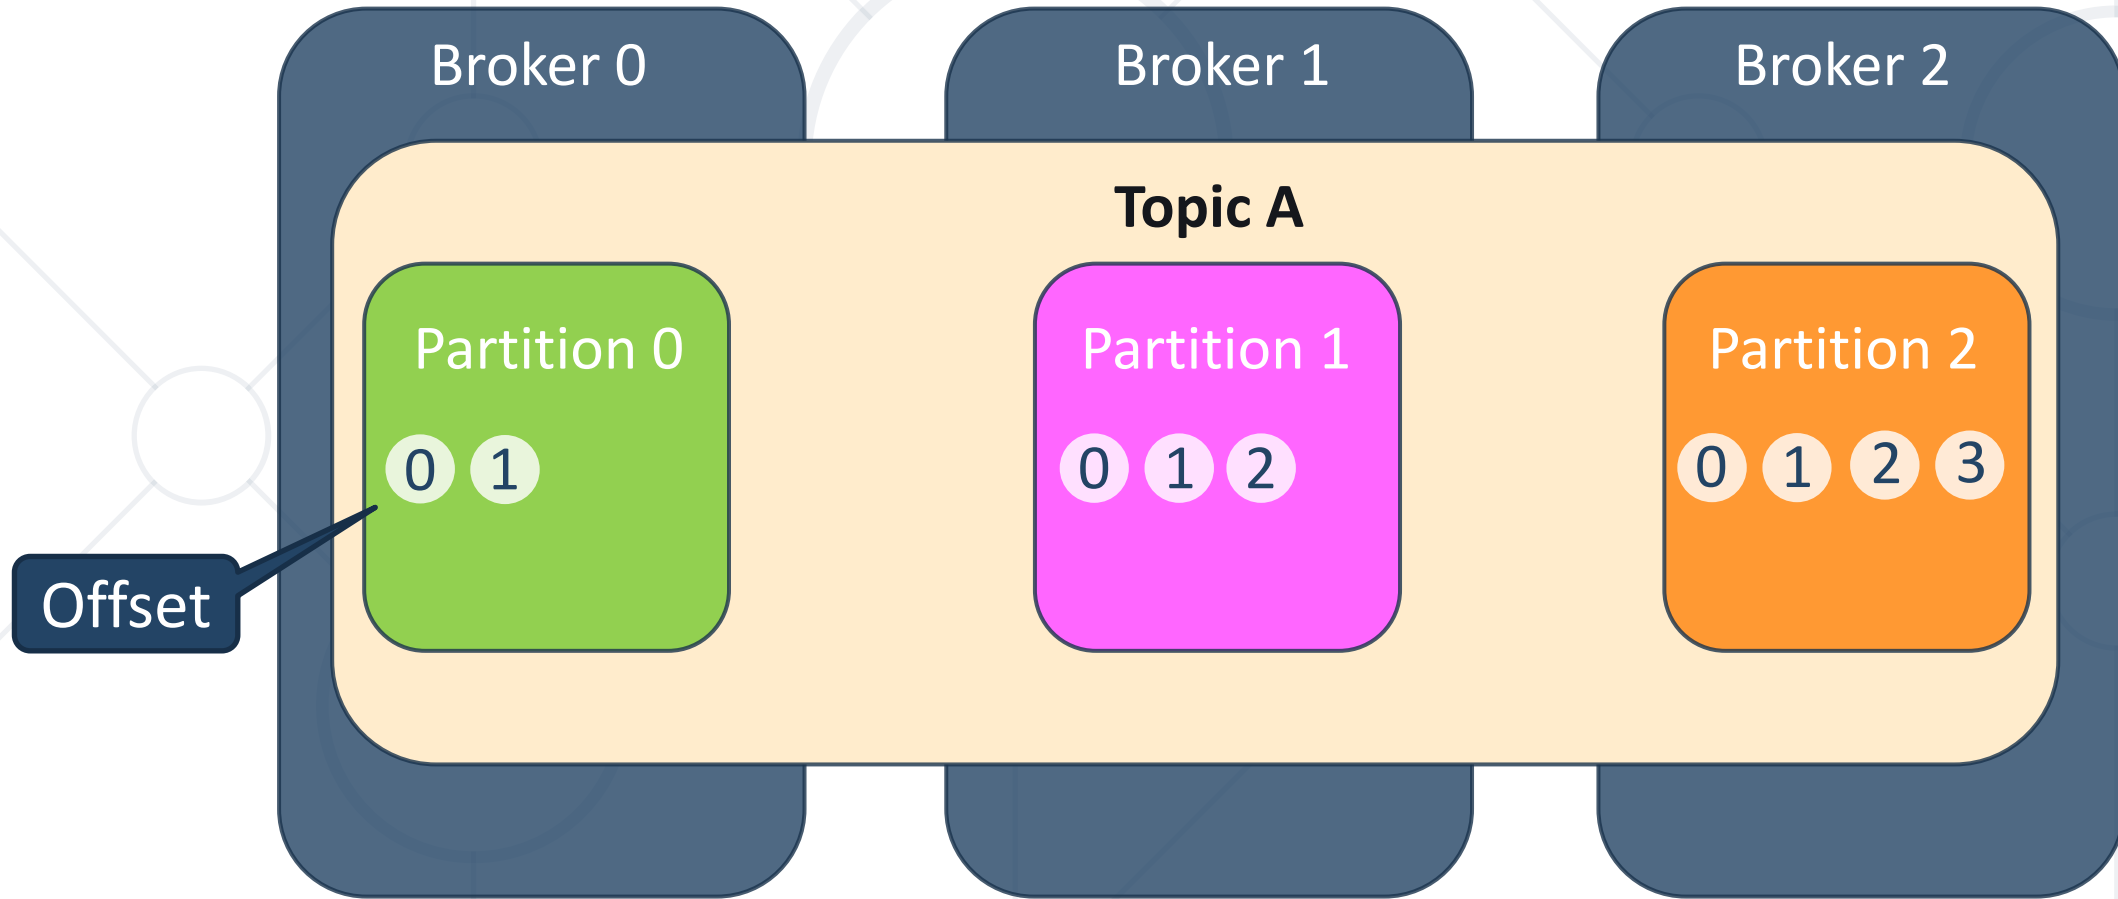 Broker 0
Broker 1
Broker 2
Topic A
Partition 0
Partition 1
Partition 2
0 1
0 1 2
0 1 2 3
Offset